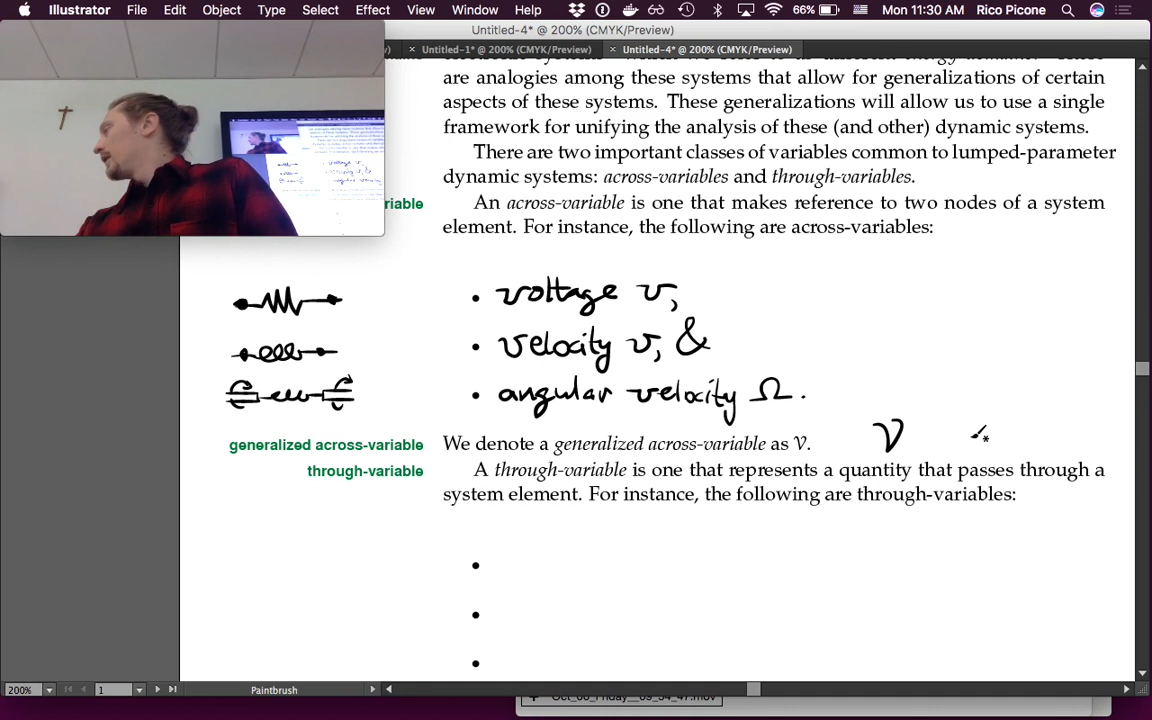 Illustrator File Edit Object Type Select Effect View Window Help 66% Mon 11:30 AM Rico Picone
Untitled-4* @ 200% (CMYK/Preview)
× Untitled-1* @ 200% (CMYK/Preview) × Untitled-4* @ 200% (CMYK/Preview)
are analogies among these systems that allow for generalizations of certain
aspects of these systems. These generalizations will allow us to use a single
framework for unifying the analysis of these (and other) dynamic systems.
There are two important classes of variables common to lumped-parameter
dynamic systems: across-variables and through-variables.
An across-variable is one that makes reference to two nodes of a system
element. For instance, the following are across-variables:
• voltage v,
• velocity v, &
• angular velocity Ω.
generalized across-variable
We denote a generalized across-variable as 𝒱.
𝒱
through-variable
A through-variable is one that represents a quantity that passes through a
system element. For instance, the following are through-variables:
•
•
•
200% 1 Paintbrush